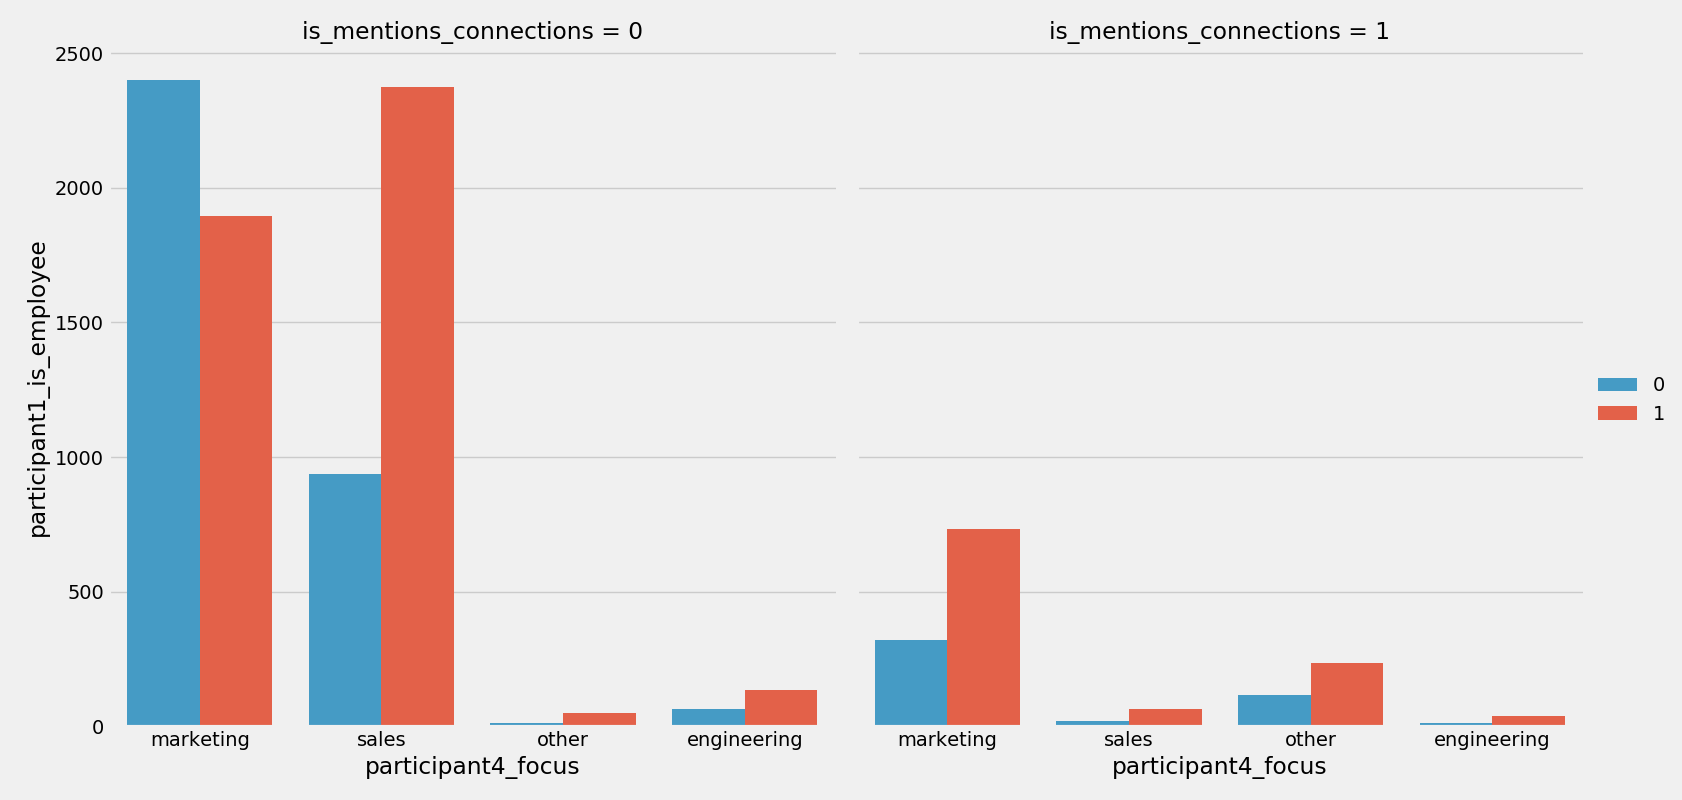 is_mentions_connections = 0
is_mentions_connections = 1
2500
2000
1500
1000
500
0
participant1_is_employee
marketing
sales
other
engineering
participant4_focus
marketing
sales
other
engineering
participant4_focus
0
1